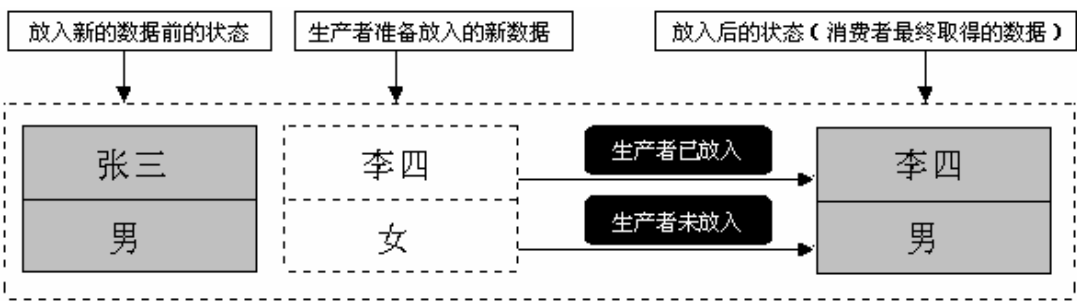 放入新的数据前的状态
生产者准备放入的新数据
放入后的状态（消费者最终取得的数据）
张三
李四
生产者已放入
李四
男
女
生产者未放入
男